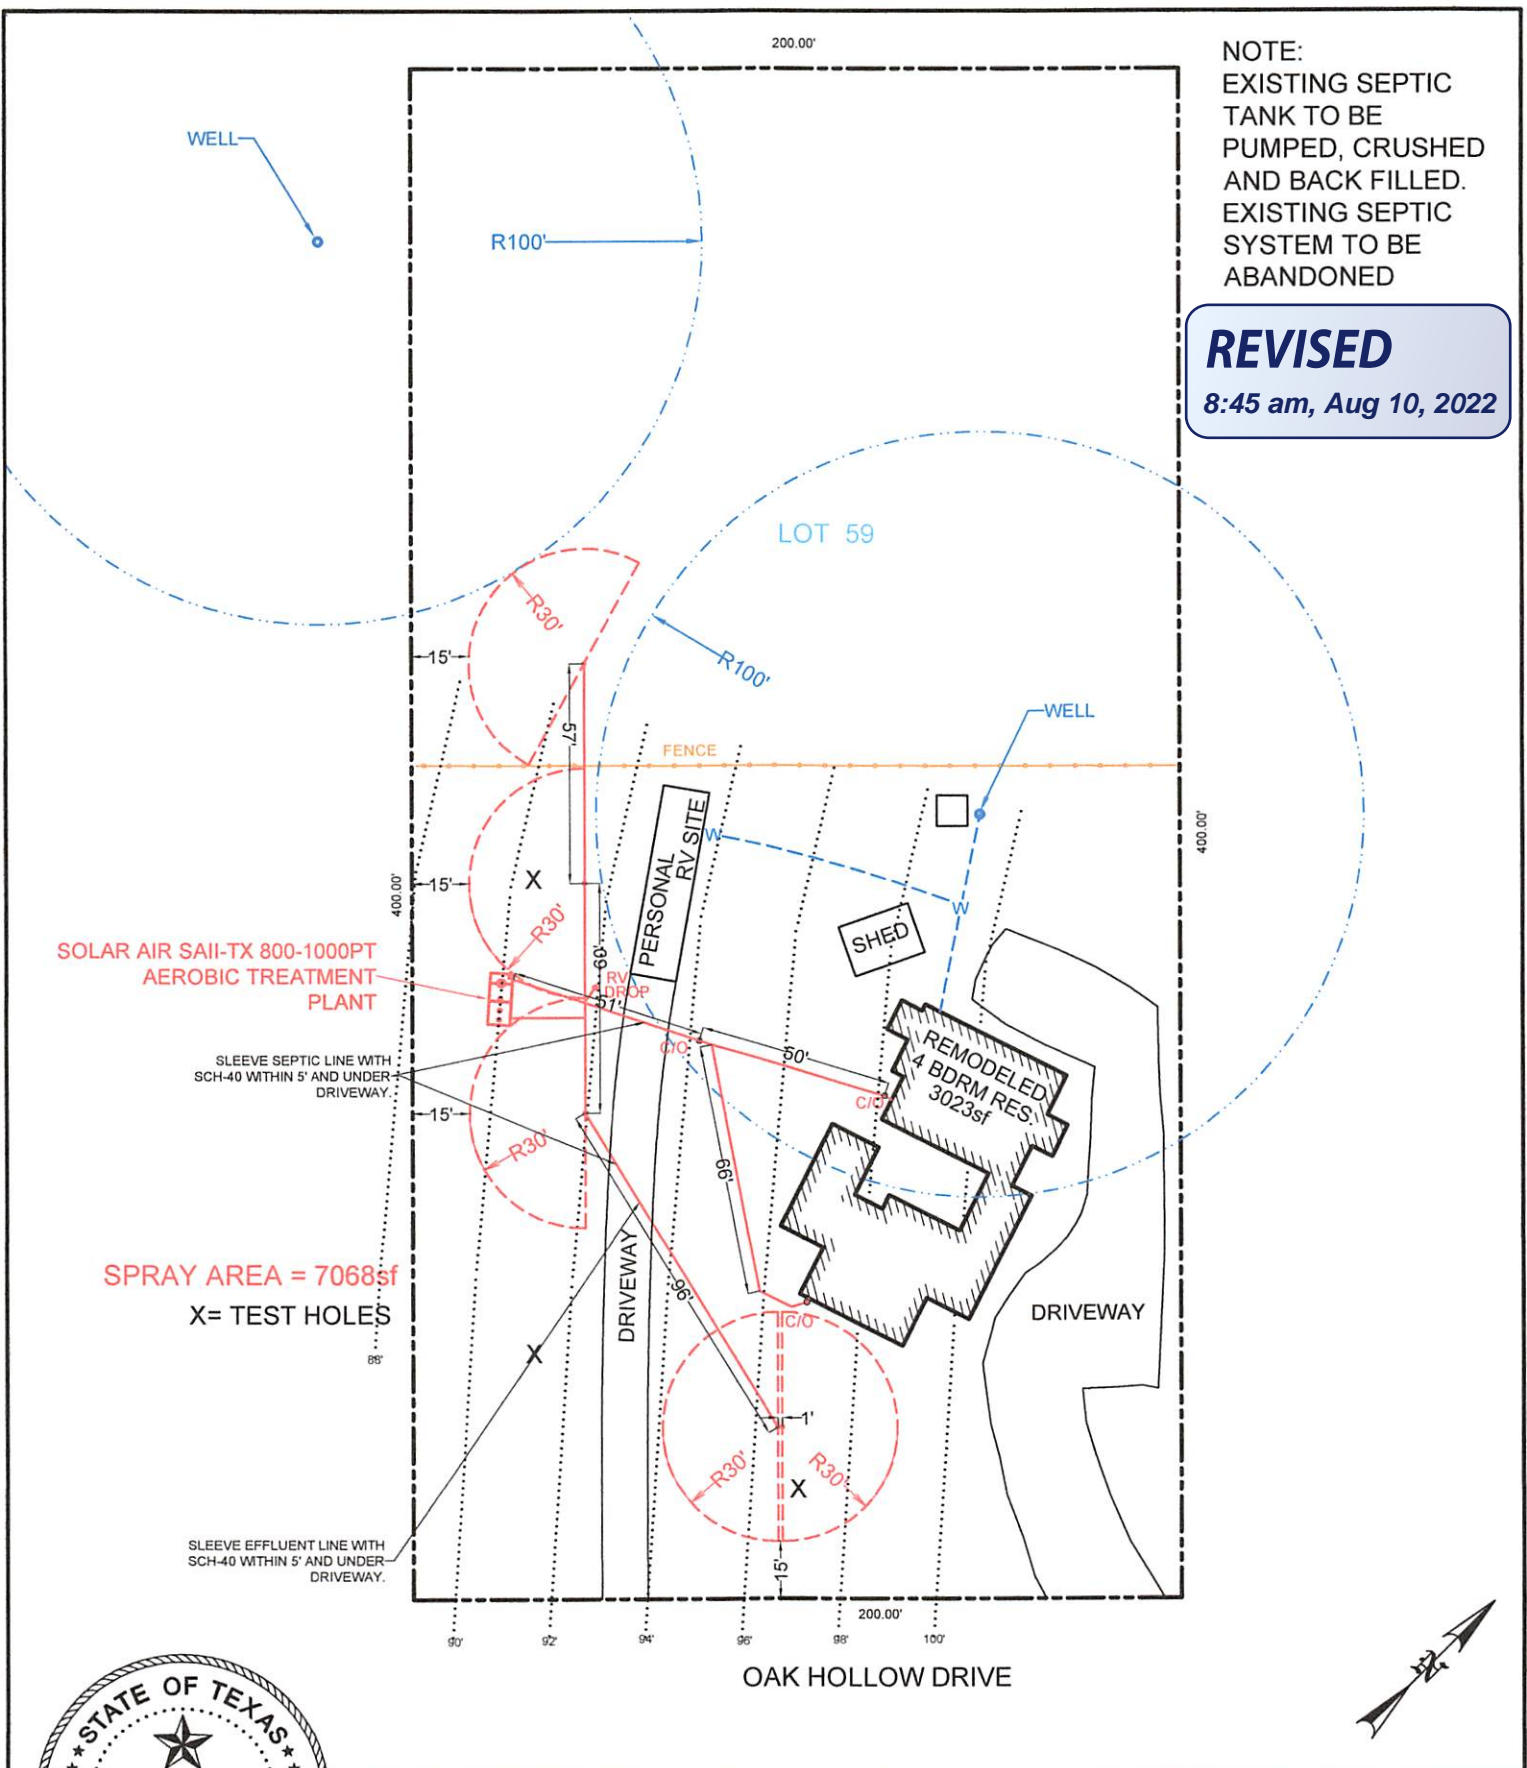 200.00'
NOTE:
EXISTING SEPTIC
TANK TO BE
PUMPED, CRUSHED
AND BACK FILLED.
EXISTING SEPTIC
SYSTEM TO BE
ABANDONED
REVISED
8:45 am, Aug 10, 2022
WELL
R100'
LOT 59
R30'
15'
R100'
57'
WELL
FENCE
PERSONAL
RV SITE
W
400.00'
400.00'
15'
X
W
R30'
SHED
60'
SOLAR AIR SAII-TX 800-1000PT
AEROBIC TREATMENT
PLANT
RV
DROP
51'
C/O
50'
REMODELED
4 BDRM RES.
3023sf
C/O
SLEEVE SEPTIC LINE WITH
SCH-40 WITHIN 5' AND UNDER
DRIVEWAY.
15'
R30'
66'
SPRAY AREA = 7068sf
X= TEST HOLES
DRIVEWAY
96'
C/O
DRIVEWAY
88'
X
1'
R30'
R30'
X
SLEEVE EFFLUENT LINE WITH
SCH-40 WITHIN 5' AND UNDER
DRIVEWAY.
15'
200.00'
90'
92'
94'
96'
98'
100'
OAK HOLLOW DRIVE
N
STATE OF TEXAS